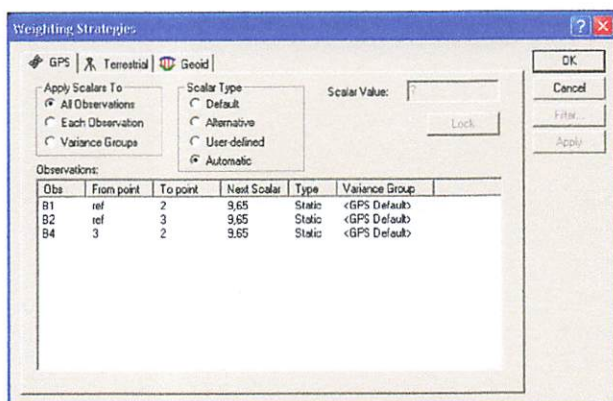 Weighting Strategies
GPS Terrestrial Geoid
OK
Cancel
Filter...
Apply
Apply Scalars To
All Observations
Each Observation
Variance Groups
Scalar Type
Default
Alternative
User-defined
Automatic
Scalar Value: ?
Lock
Observations:
Obs From point To point Next Scalar Type Variance Group
B1 ref 2 9,65 Static <GPS Default>
B2 ref 3 9,65 Static <GPS Default>
B4 3 2 9,65 Static <GPS Default>